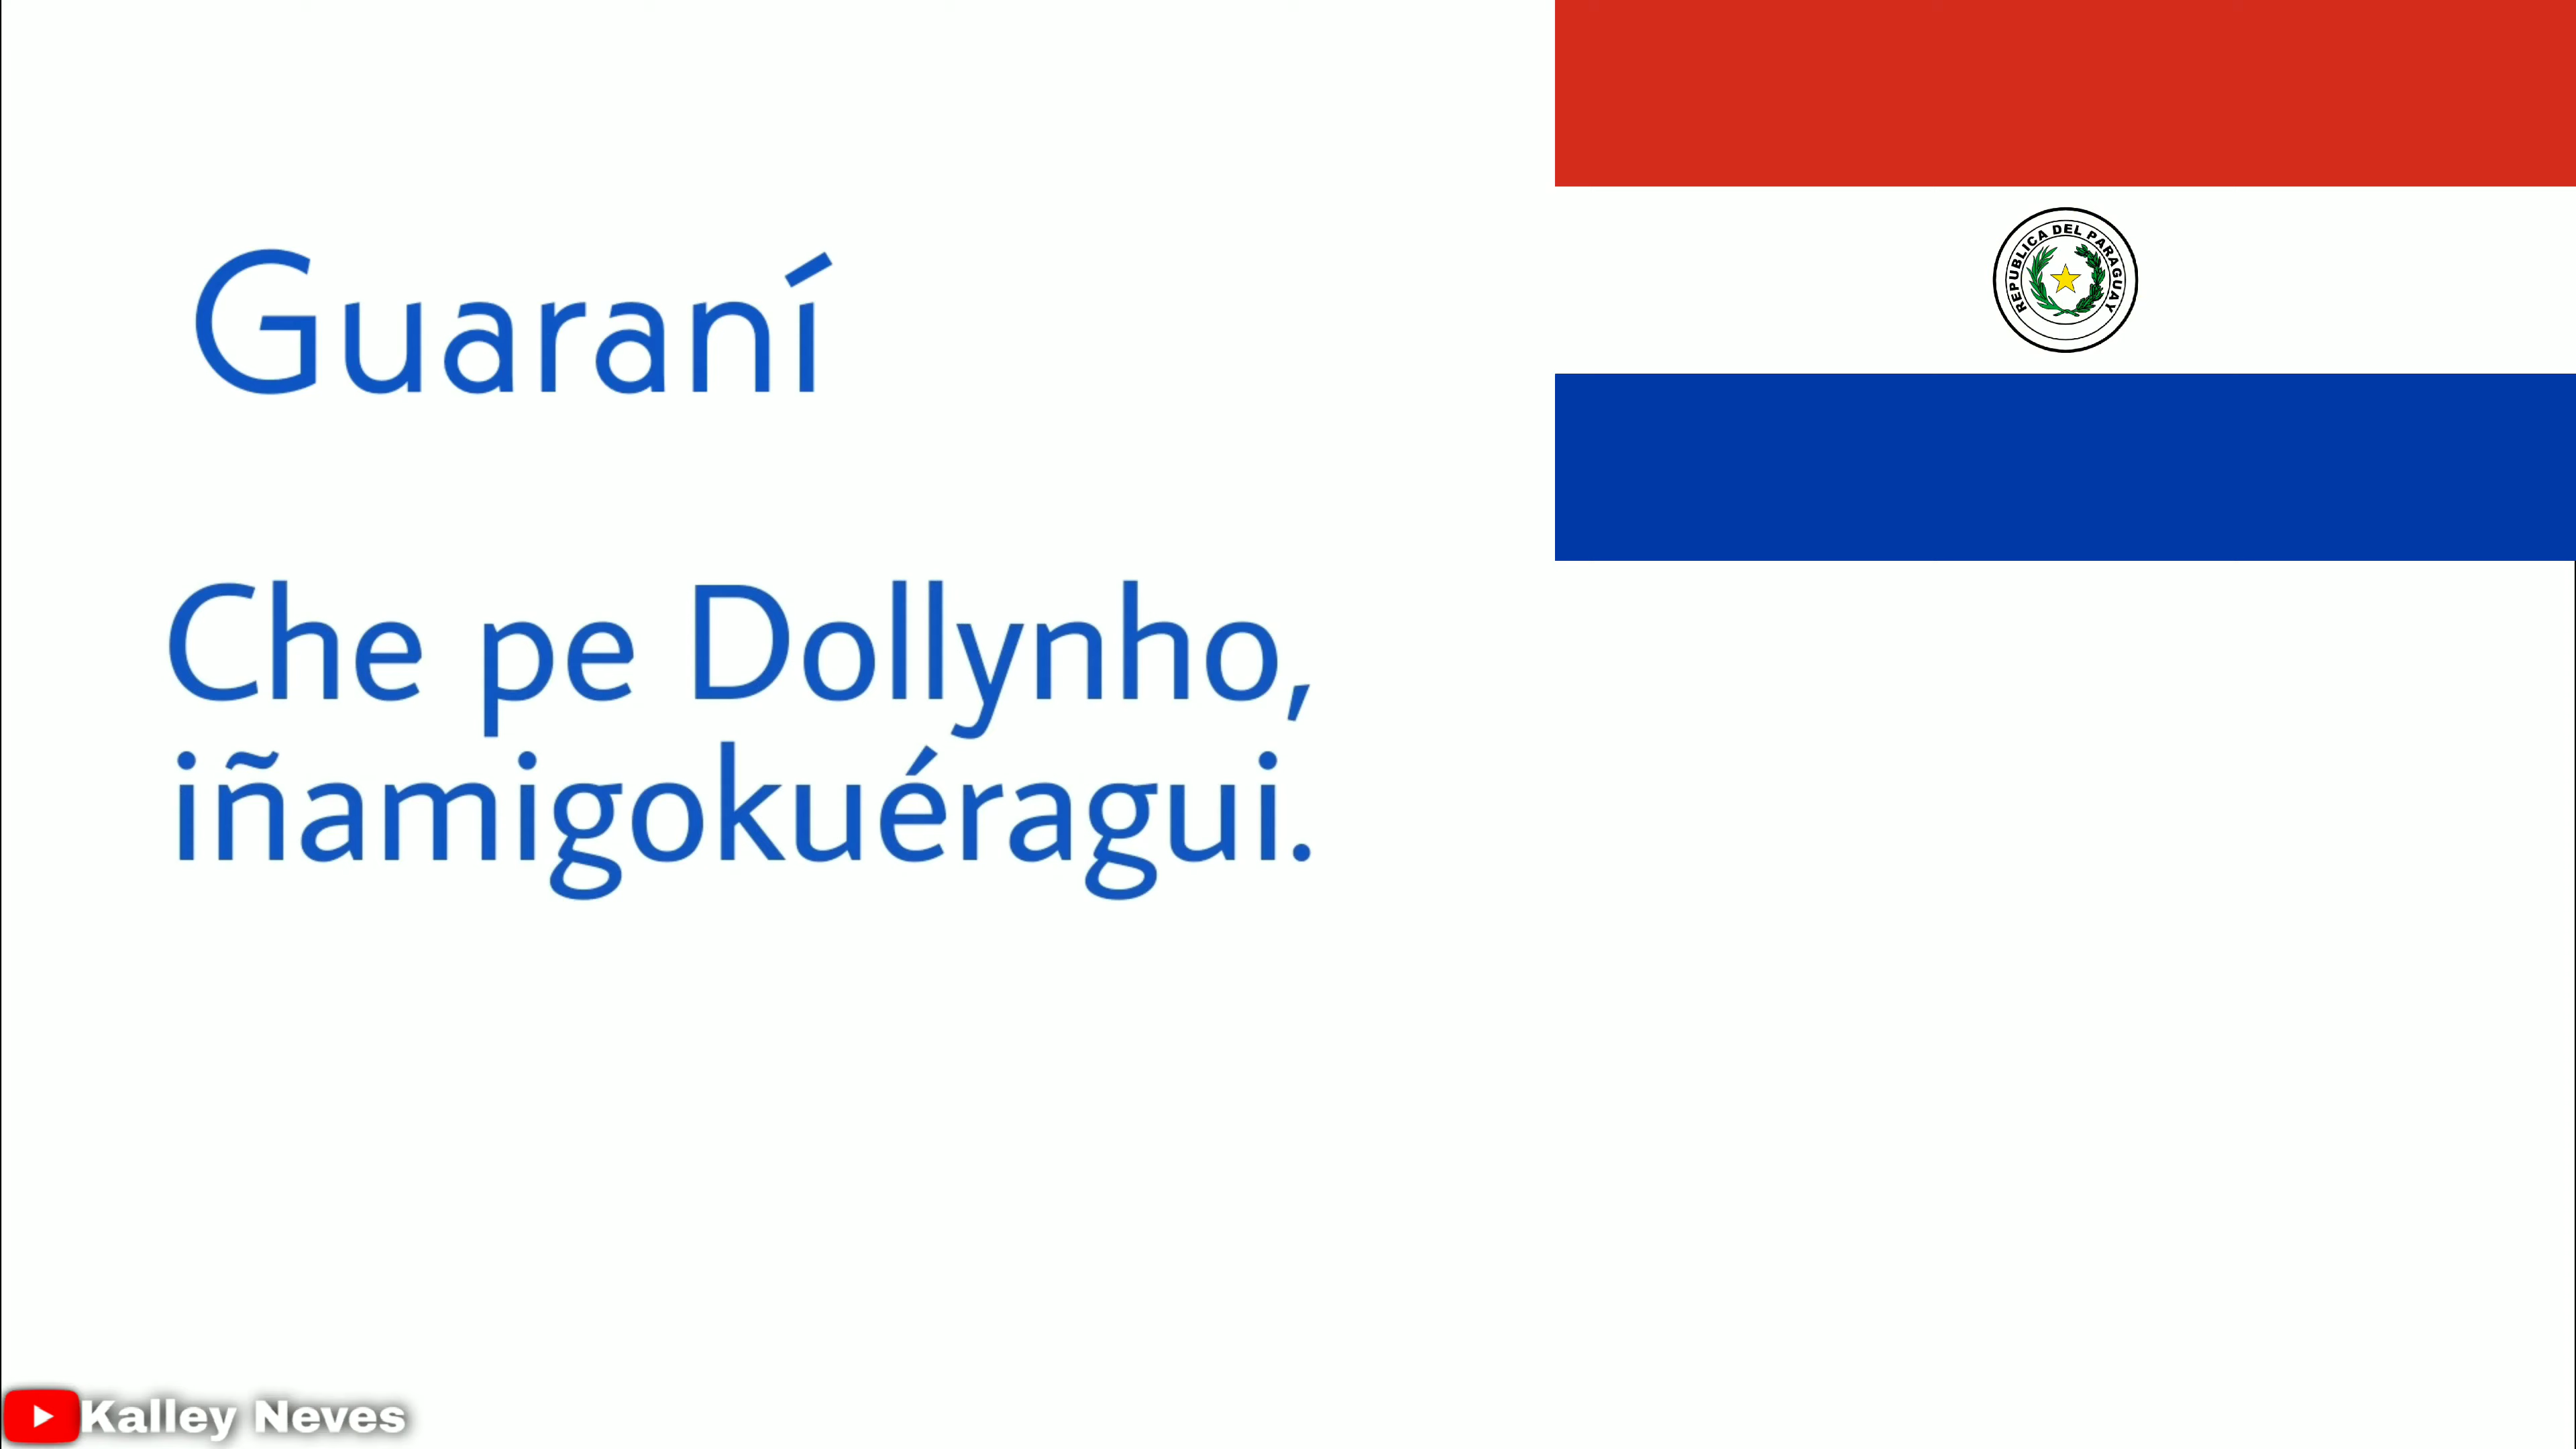 Guaraní
REPUBLICA DEL PARAGUAY
Che pe Dollynho,
iñamigokuéragui.
Kalley Neves